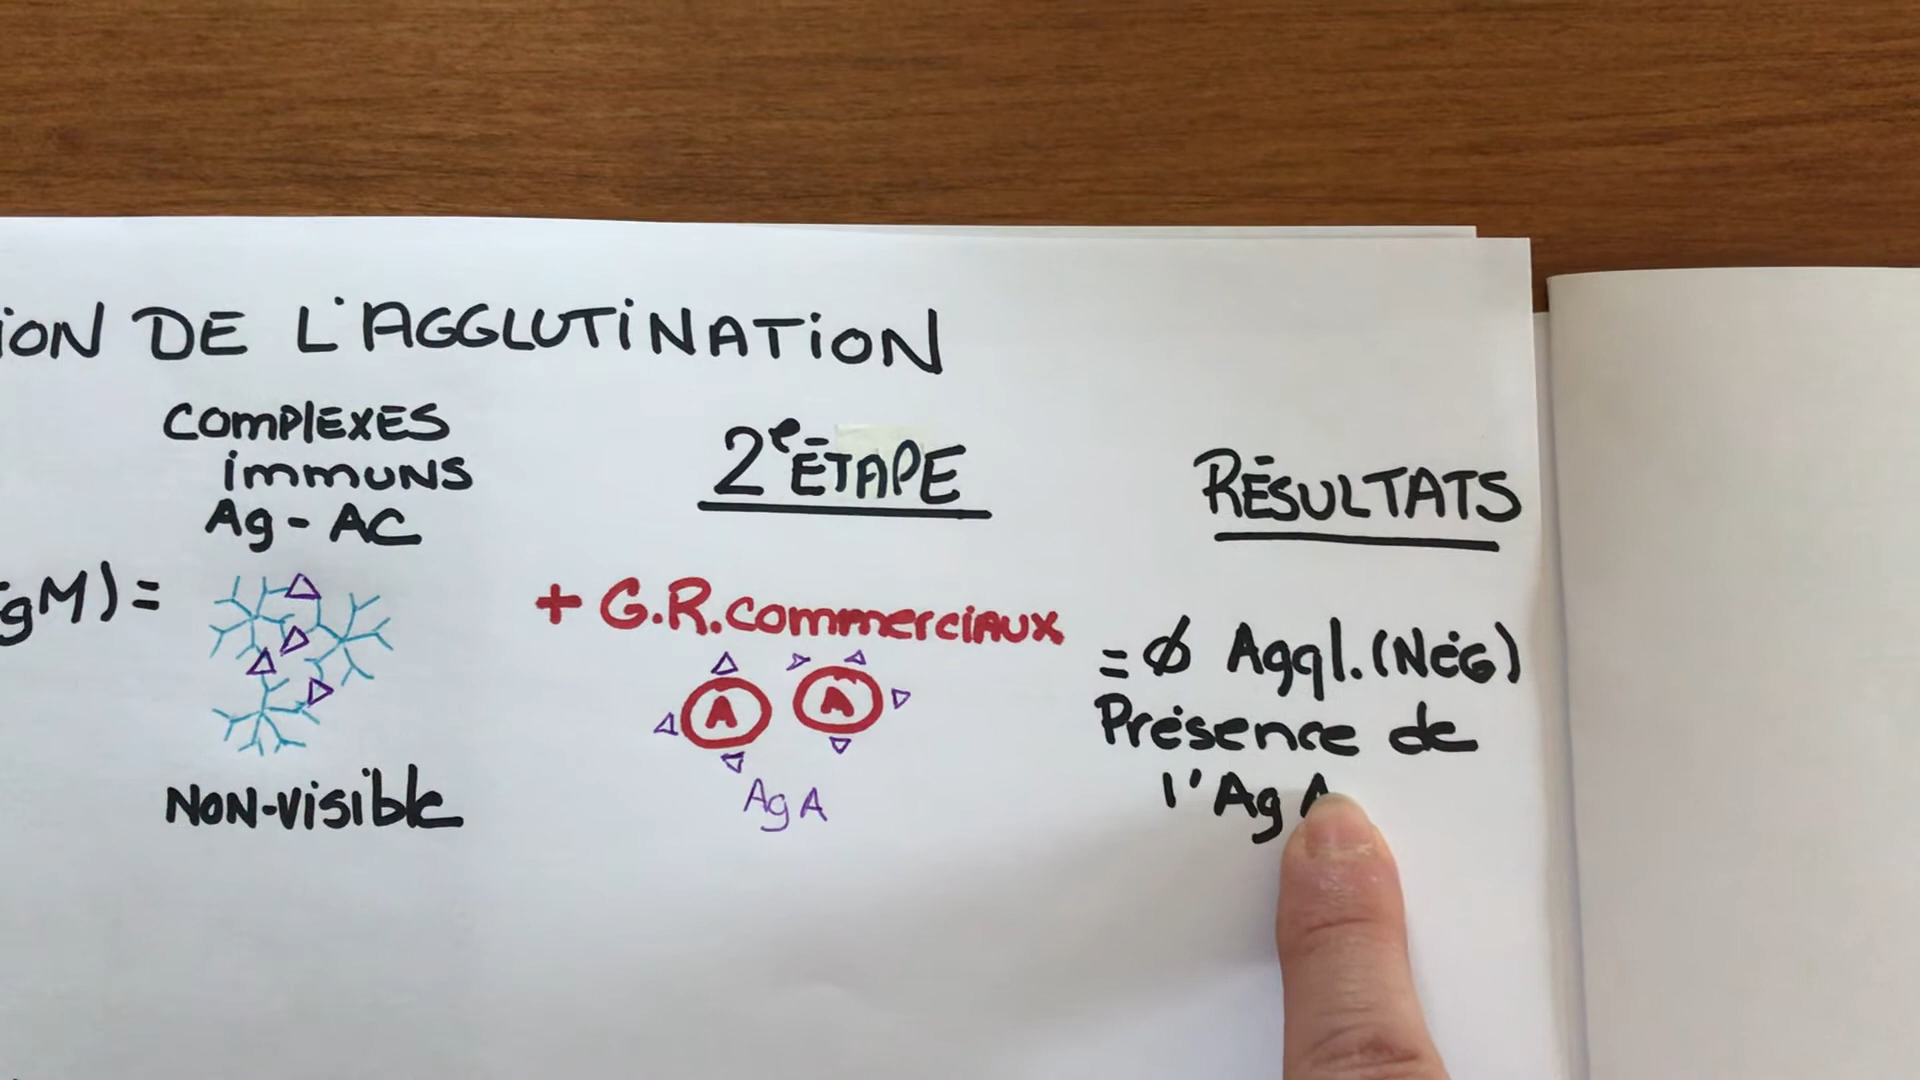 ION DE L'AGGLUTINATION
COMPLEXES
immuns
Ag - AC
gM) =
NON-visible
2e ÉTAPE
+ G.R. commerciaux
A A
Ag A
RÉSULTATS
= ∅ Aggl. (NÉG)
Présence de
l'Ag A